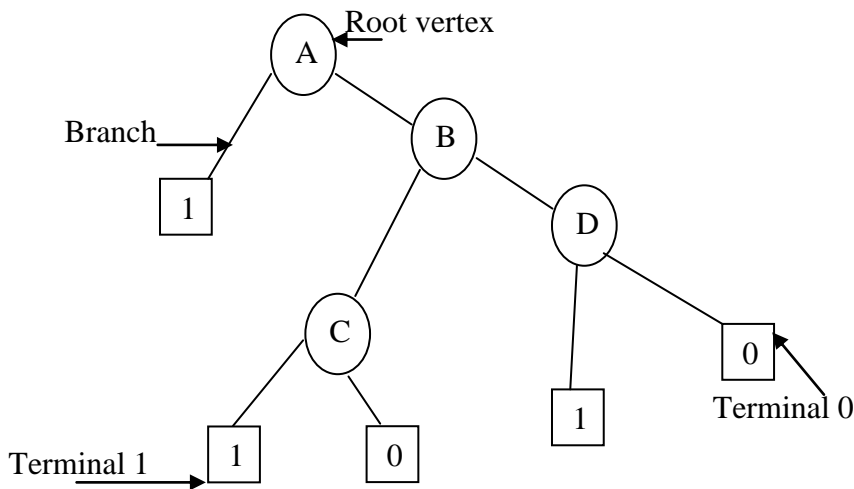 Root vertex
A
Branch
B
1
D
C
0
Terminal 0
1
1
0
Terminal 1